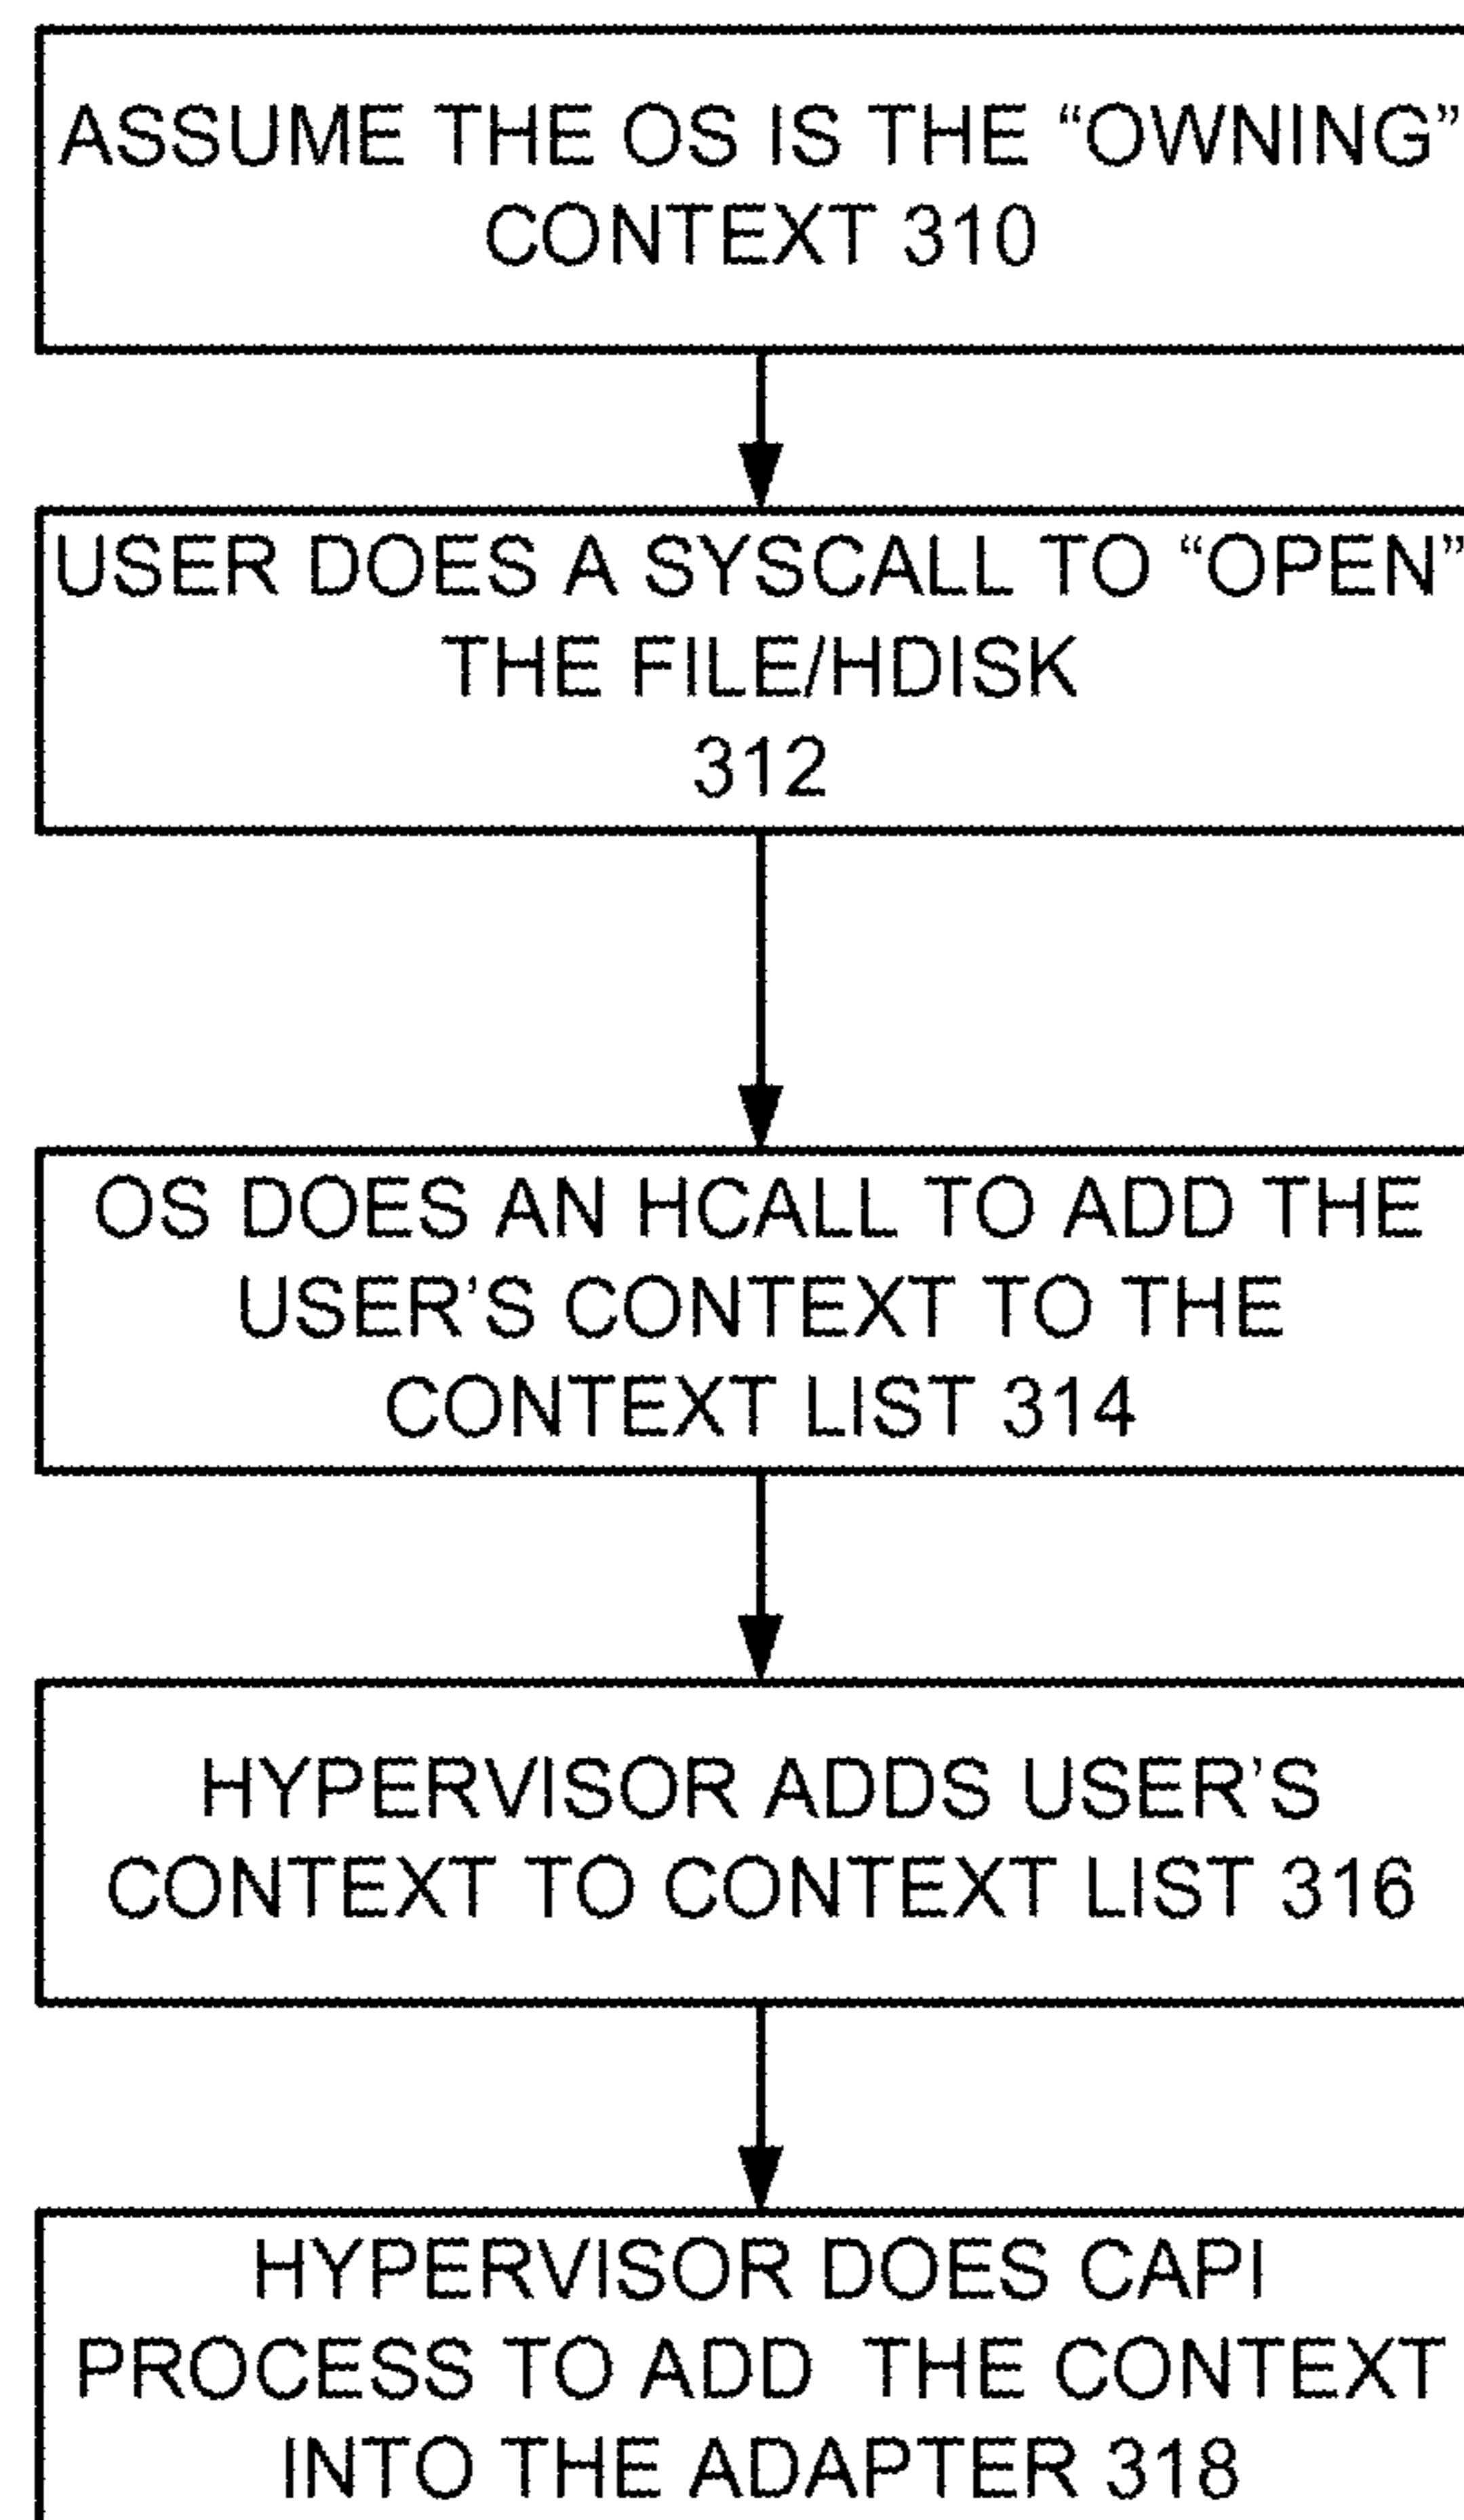 ASSUME THE OS IS THE “OWNING”
CONTEXT 310
USER DOES A SYSCALL TO “OPEN”
THE FILE/HDISK
312
OS DOES AN HCALL TO ADD THE
USER’S CONTEXT TO THE
CONTEXT LIST 314
HYPERVISOR ADDS USER’S
CONTEXT TO CONTEXT LIST 316
HYPERVISOR DOES CAPI
PROCESS TO ADD THE CONTEXT
INTO THE ADAPTER 318